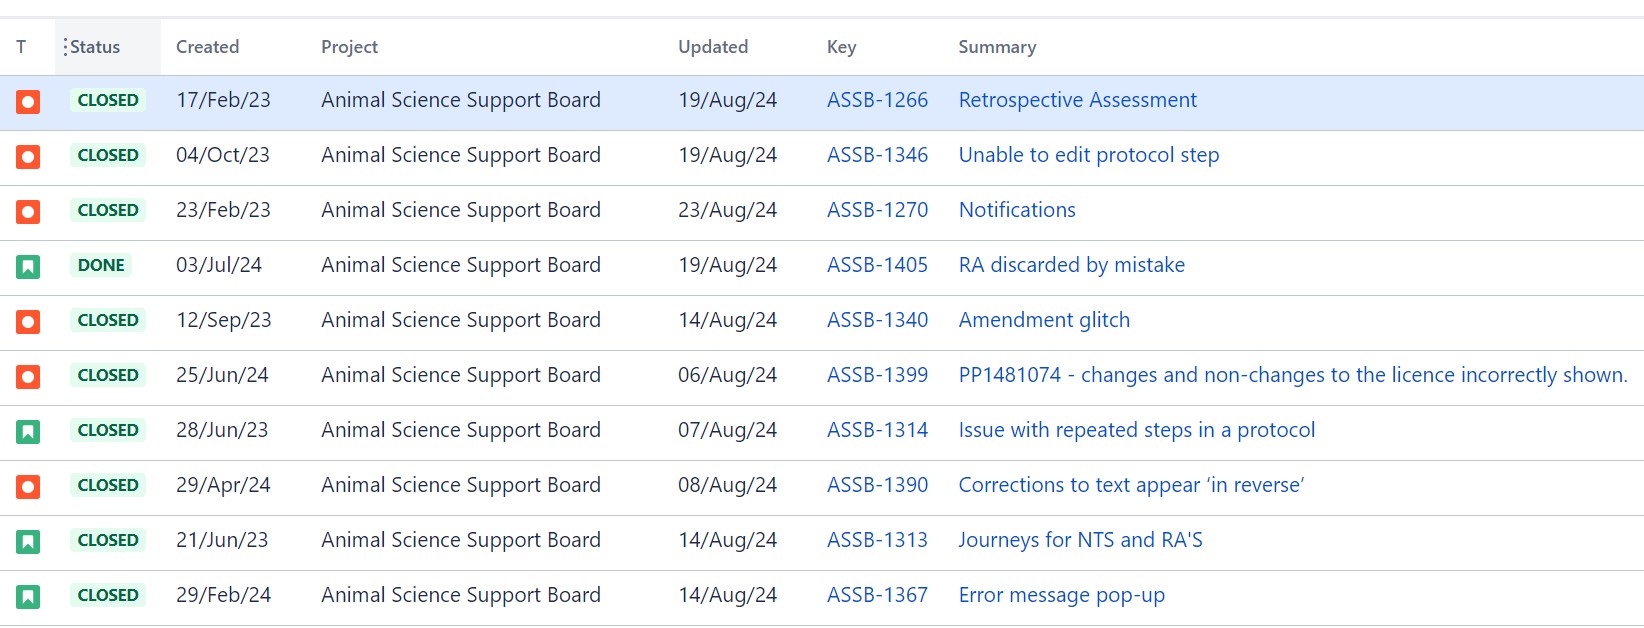 T Status Created Project Updated Key Summary
CLOSED 17/Feb/23 Animal Science Support Board 19/Aug/24 ASSB-1266 Retrospective Assessment
CLOSED 04/Oct/23 Animal Science Support Board 19/Aug/24 ASSB-1346 Unable to edit protocol step
CLOSED 23/Feb/23 Animal Science Support Board 23/Aug/24 ASSB-1270 Notifications
DONE 03/Jul/24 Animal Science Support Board 19/Aug/24 ASSB-1405 RA discarded by mistake
CLOSED 12/Sep/23 Animal Science Support Board 14/Aug/24 ASSB-1340 Amendment glitch
CLOSED 25/Jun/24 Animal Science Support Board 06/Aug/24 ASSB-1399 PP1481074 - changes and non-changes to the licence incorrectly shown.
CLOSED 28/Jun/23 Animal Science Support Board 07/Aug/24 ASSB-1314 Issue with repeated steps in a protocol
CLOSED 29/Apr/24 Animal Science Support Board 08/Aug/24 ASSB-1390 Corrections to text appear ‘in reverse’
CLOSED 21/Jun/23 Animal Science Support Board 14/Aug/24 ASSB-1313 Journeys for NTS and RA'S
CLOSED 29/Feb/24 Animal Science Support Board 14/Aug/24 ASSB-1367 Error message pop-up